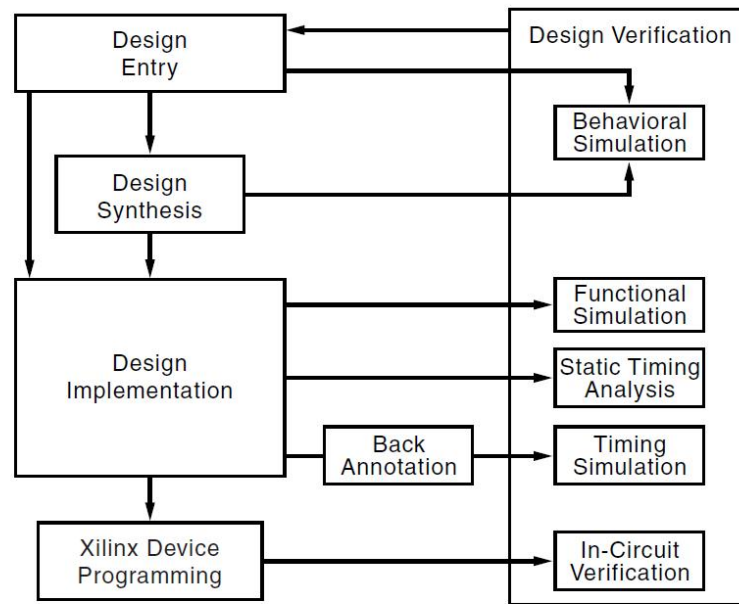 Design
Entry
Design Verification
Behavioral
Simulation
Design
Synthesis
Functional
Simulation
Design
Implementation
Static Timing
Analysis
Back
Annotation
Timing
Simulation
Xilinx Device
Programming
In-Circuit
Verification